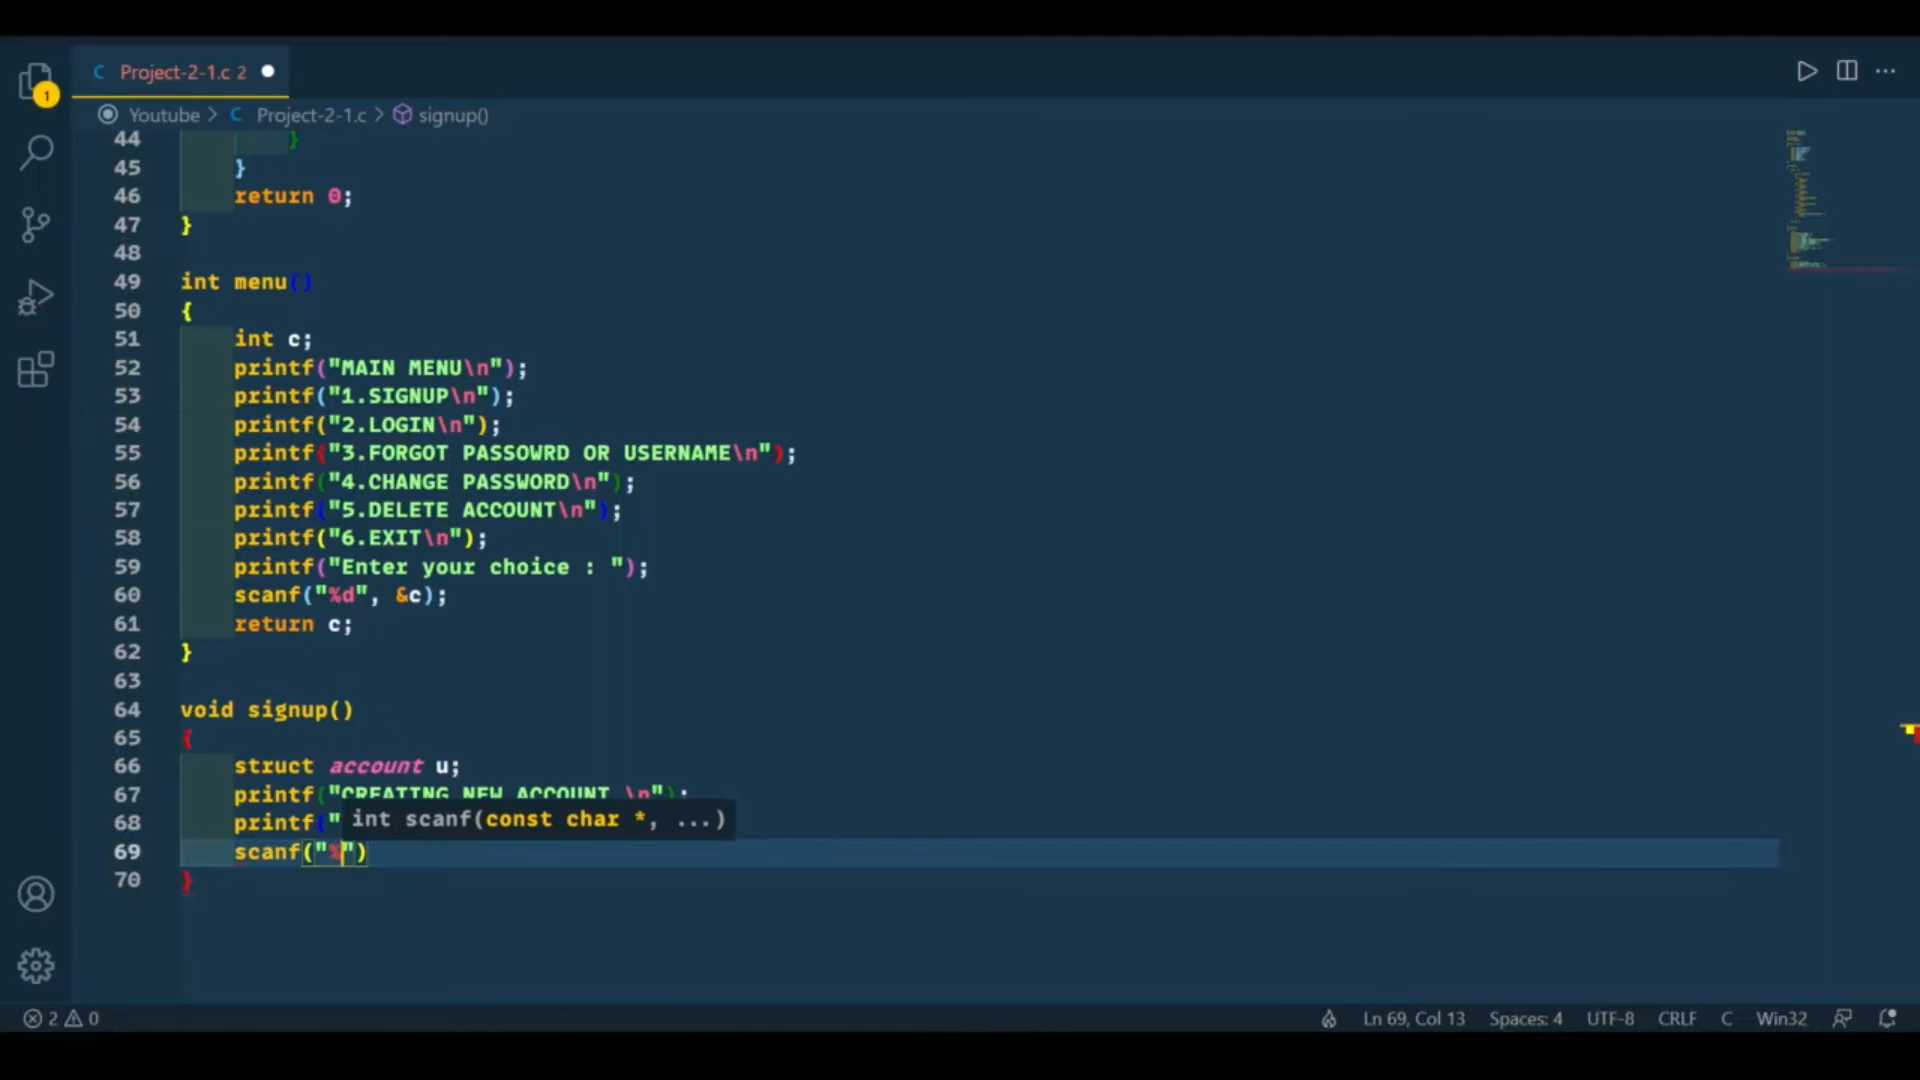 1
C Project-2-1.c 2
Youtube > C Project-2-1.c > signup()
44 }
45 }
46 return 0;
47 }
48
49 int menu()
50 {
51 int c;
52 printf("MAIN MENU\n");
53 printf("1.SIGNUP\n");
54 printf("2.LOGIN\n");
55 printf("3.FORGOT PASSOWRD OR USERNAME\n");
56 printf("4.CHANGE PASSWORD\n");
57 printf("5.DELETE ACCOUNT\n");
58 printf("6.EXIT\n");
59 printf("Enter your choice : ");
60 scanf("%d", &c);
61 return c;
62 }
63
64 void signup()
65 {
66 struct account u;
67 printf("CREATING NEW ACCOUNT \n");
68 printf("
int scanf(const char *, ...)
69 scanf("%")
70 }
2 0
Ln 69, Col 13 Spaces: 4 UTF-8 CRLF C Win32